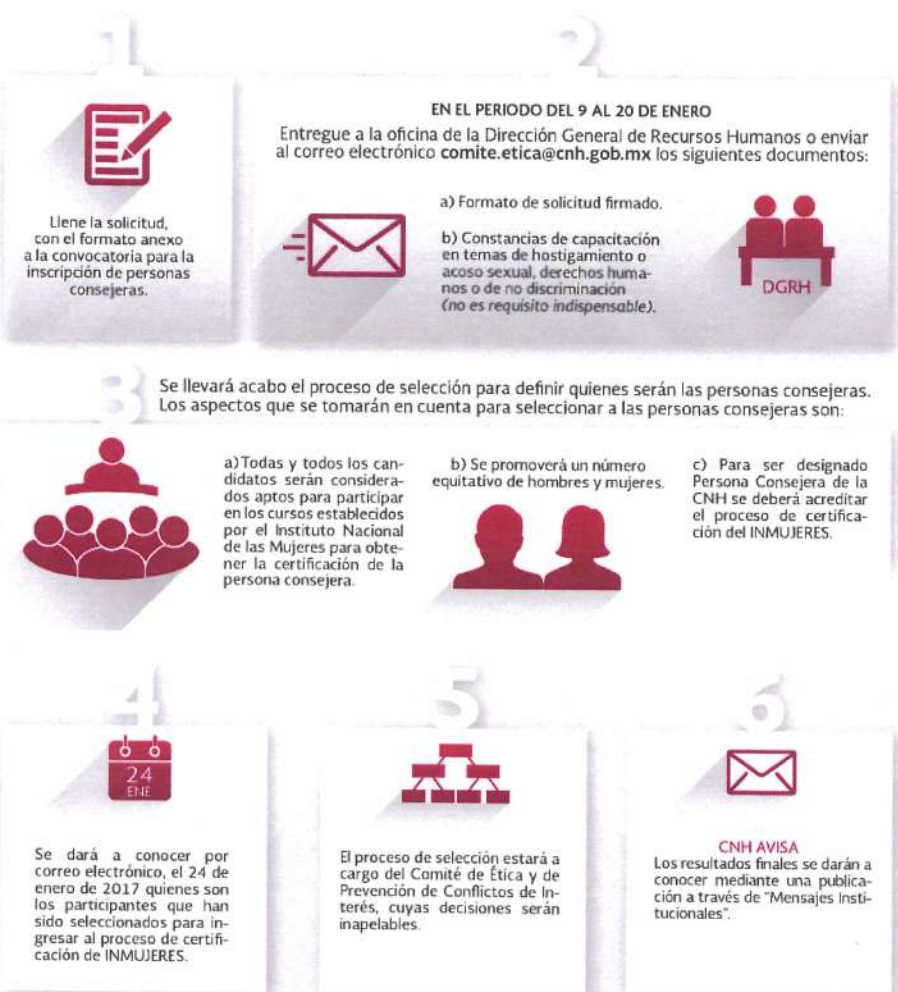 1
Llene la solicitud,
con el formato anexo
a la convocatoria para la
inscripción de personas
consejeras.
2
EN EL PERIODO DEL 9 AL 20 DE ENERO
Entregue a la oficina de la Dirección General de Recursos Humanos o enviar
al correo electrónico comite.etica@cnh.gob.mx los siguientes documentos:
a) Formato de solicitud firmado.
b) Constancias de capacitación
en temas de hostigamiento o
acoso sexual, derechos huma-
nos o de no discriminación
(no es requisito indispensable).
DGRH
3
Se llevará acabo el proceso de selección para definir quienes serán las personas consejeras.
Los aspectos que se tomarán en cuenta para seleccionar a las personas consejeras son:
a)Todas y todos los can-
didatos serán considera-
dos aptos para participar
en los cursos establecidos
por el Instituto Nacional
de las Mujeres para obte-
ner la certificación de la
persona consejera.
b) Se promoverá un número
equitativo de hombres y mujeres.
c) Para ser designado
Persona Consejera de la
CNH se deberá acreditar
el proceso de certifica-
ción del INMUJERES.
4
24
ENE
Se dará a conocer por
correo electrónico, el 24 de
enero de 2017 quienes son
los participantes que han
sido seleccionados para in-
gresar al proceso de certifi-
cación de INMUJERES.
5
El proceso de selección estará a
cargo del Comité de Ética y de
Prevención de Conflictos de In-
terés, cuyas decisiones serán
inapelables.
6
CNH AVISA
Los resultados finales se darán a
conocer mediante una publica-
ción a través de "Mensajes Insti-
tucionales".